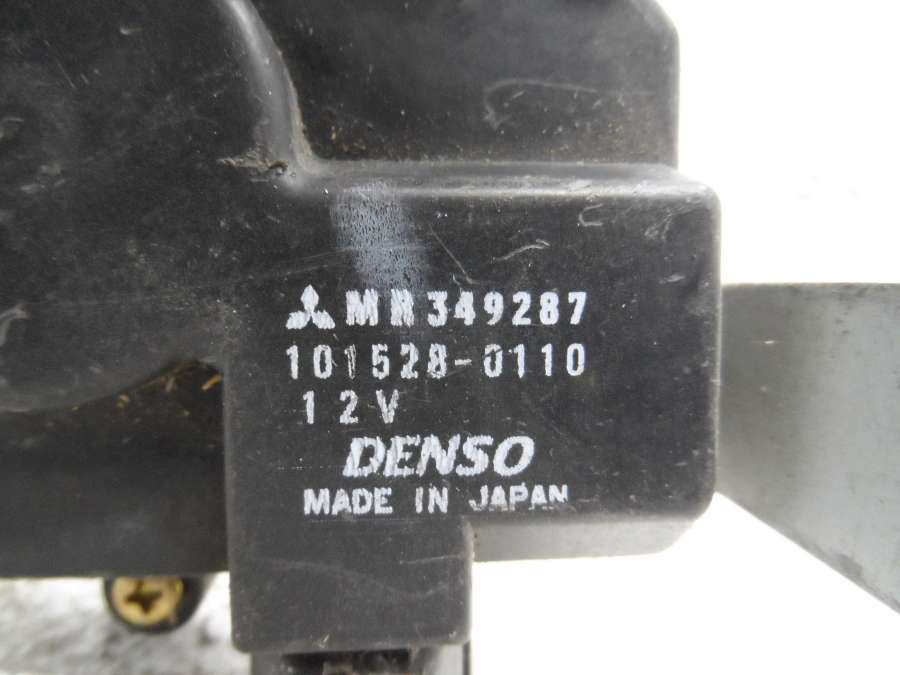 MR349287
101528-0110
12V
DENSO
MADE IN JAPAN